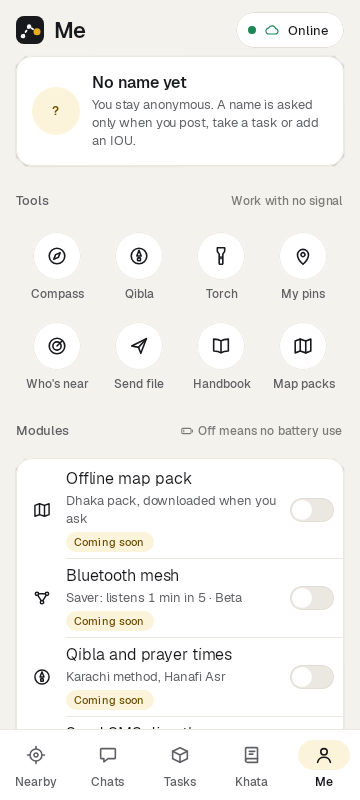 Me
Online
?
No name yet
You stay anonymous. A name is asked
only when you post, take a task or add
an IOU.
Tools
Work with no signal
Compass
Qibla
Torch
My pins
Who's near
Send file
Handbook
Map packs
Modules
Off means no battery use
Offline map pack
Dhaka pack, downloaded when you
ask
Coming soon
Bluetooth mesh
Saver: listens 1 min in 5 · Beta
Coming soon
Qibla and prayer times
Karachi method, Hanafi Asr
Coming soon
Nearby
Chats
Tasks
Khata
Me